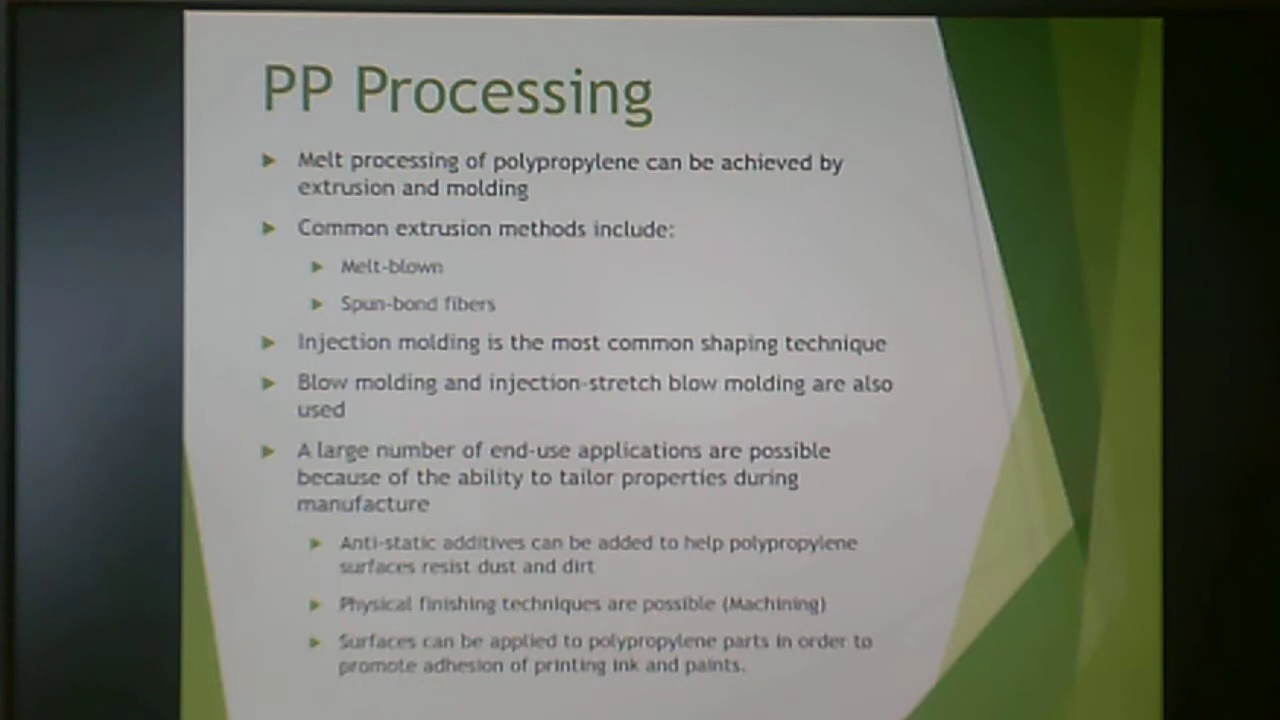 PP Processing
Melt processing of polypropylene can be achieved by
extrusion and molding
Common extrusion methods include:
Melt-blown
Spun-bond fibers
Injection molding is the most common shaping technique
Blow molding and injection-stretch blow molding are also
used
A large number of end-use applications are possible
because of the ability to tailor properties during
manufacture
Anti-static additives can be added to help polypropylene
surfaces resist dust and dirt
Physical finishing techniques are possible (Machining)
Surfaces can be applied to polypropylene parts in order to
promote adhesion of printing ink and paints.